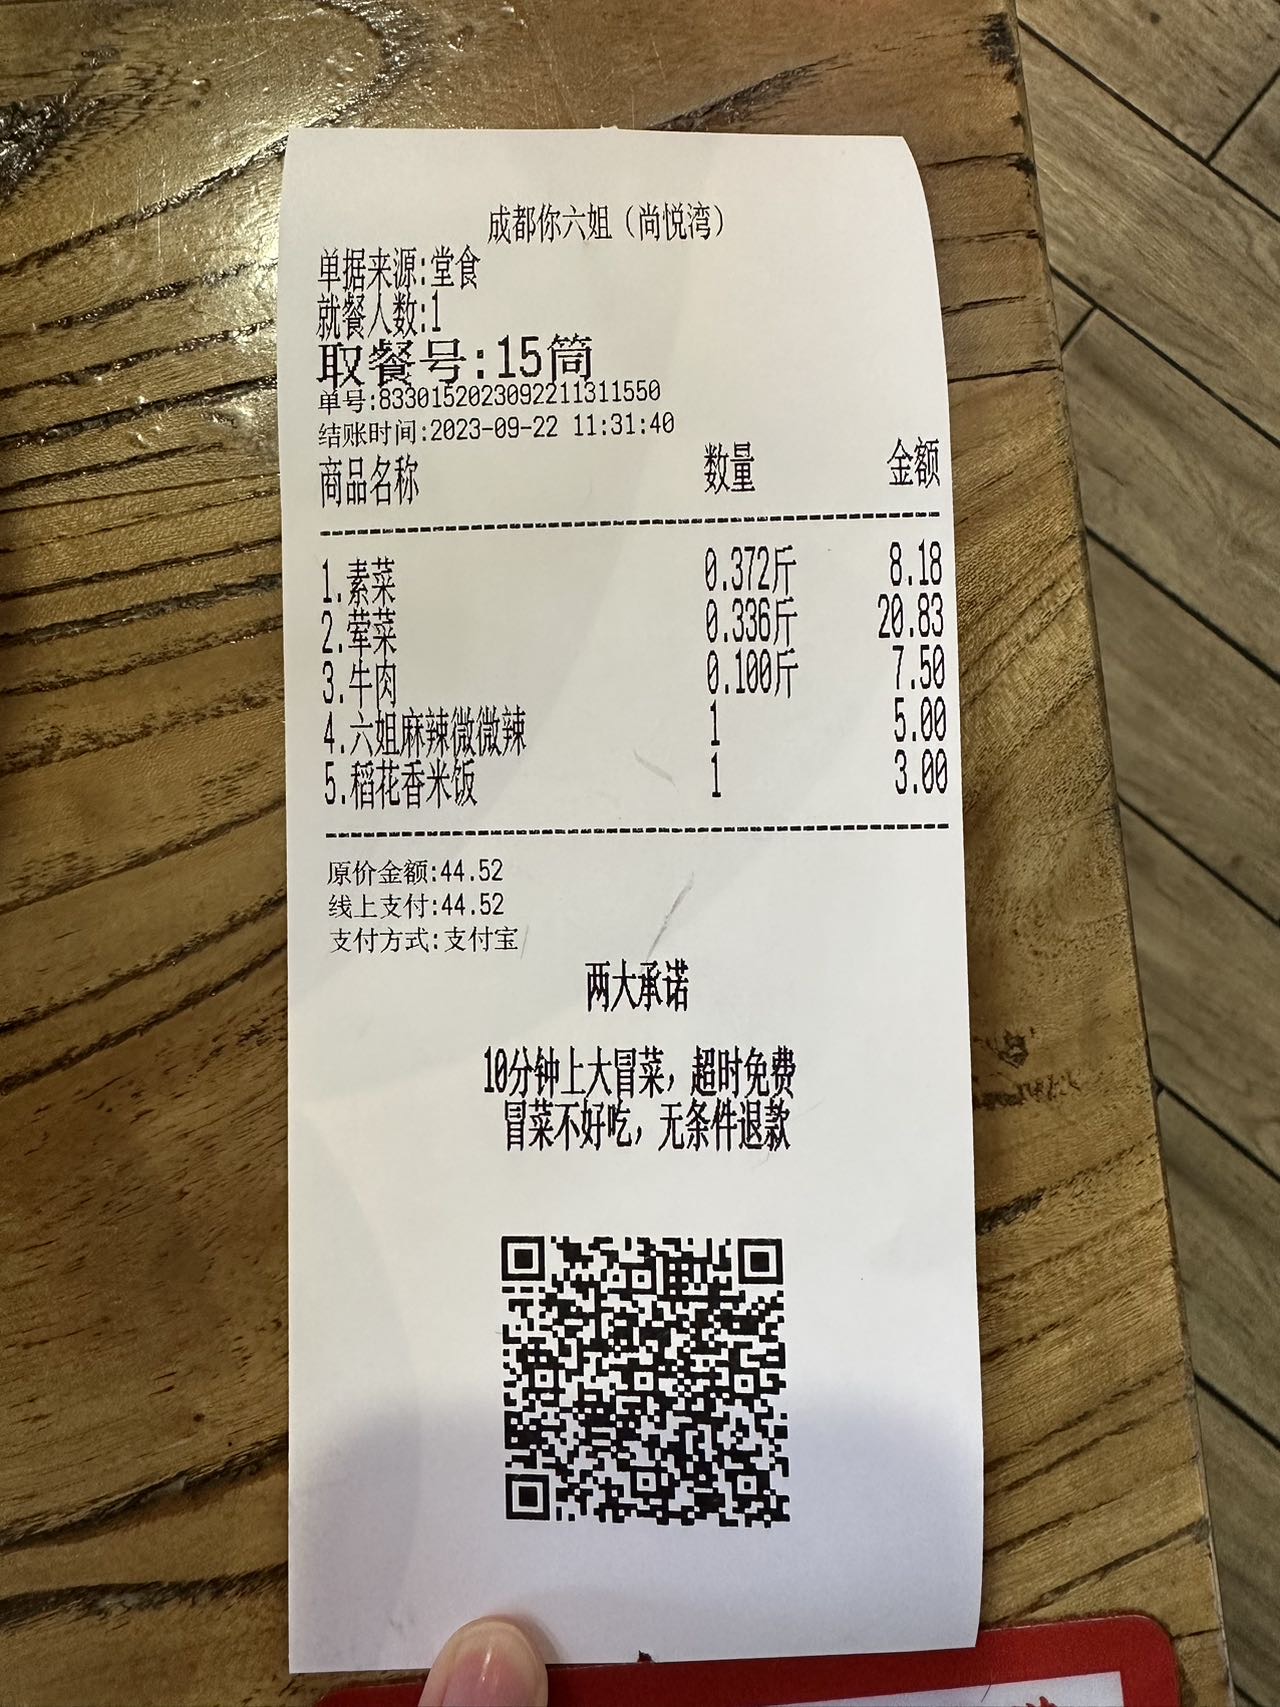 成都你六姐（尚悦湾）
单据来源:堂食
就餐人数:1
取餐号:15筒
单号:8330152023092211311550
结账时间:2023-09-22 11:31:40
商品名称 数量 金额
1.素菜 0.372斤 8.18
2.荤菜 0.336斤 20.83
3.牛肉 0.100斤 7.50
4.六姐麻辣微微辣 1 5.00
5.稻花香米饭 1 3.00
原价金额:44.52
线上支付:44.52
支付方式:支付宝
两大承诺
10分钟上大冒菜，超时免费
冒菜不好吃，无条件退款